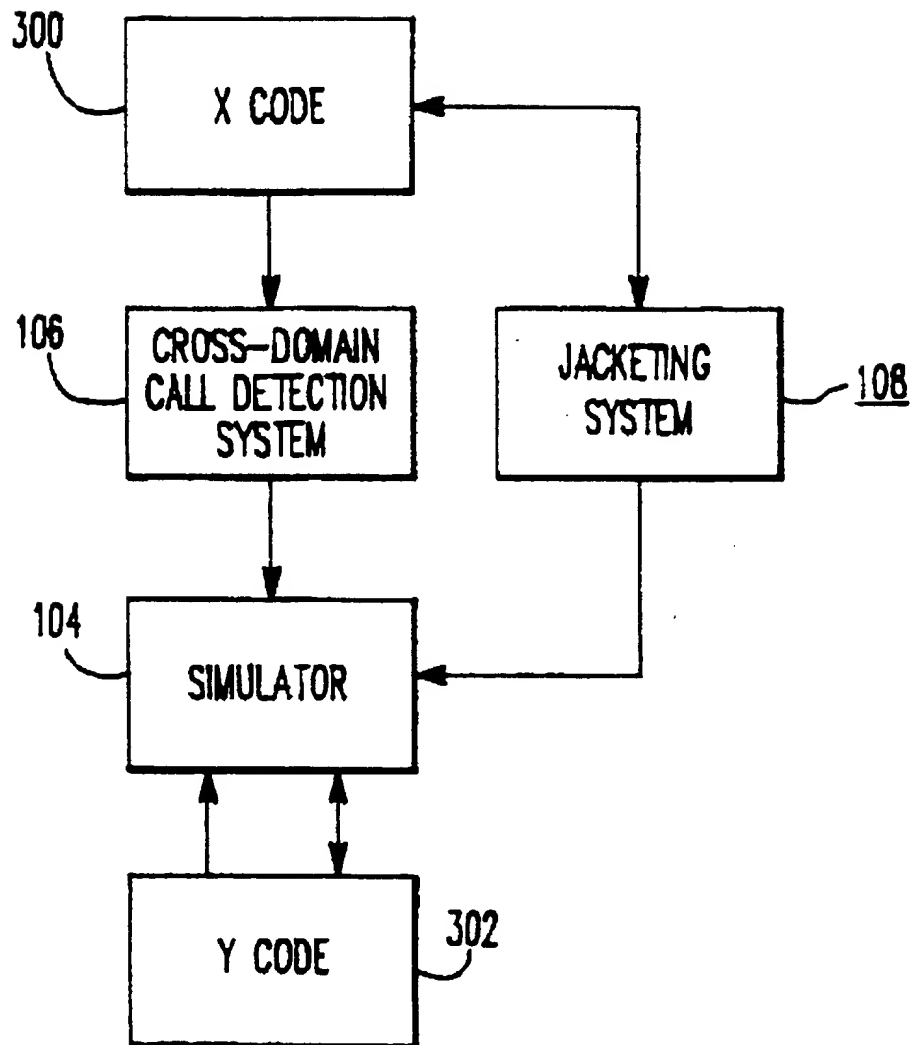 300
X CODE
106
CROSS-DOMAIN
CALL DETECTION
SYSTEM
JACKETING
SYSTEM
108
104
SIMULATOR
Y CODE
302